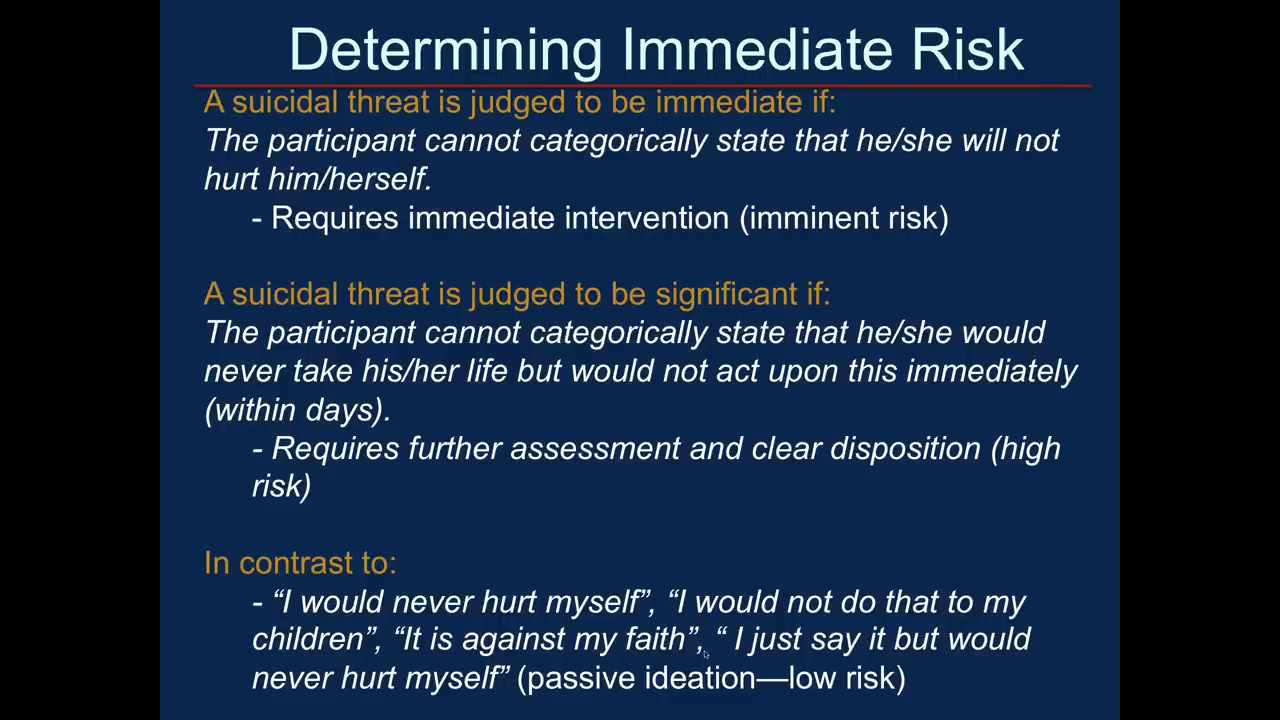 Determining Immediate Risk
A suicidal threat is judged to be immediate if:
The participant cannot categorically state that he/she will not
hurt him/herself.
- Requires immediate intervention (imminent risk)
A suicidal threat is judged to be significant if:
The participant cannot categorically state that he/she would
never take his/her life but would not act upon this immediately
(within days).
- Requires further assessment and clear disposition (high
risk)
In contrast to:
- “I would never hurt myself”, “I would not do that to my
children”, “It is against my faith”, “ I just say it but would
never hurt myself” (passive ideation—low risk)